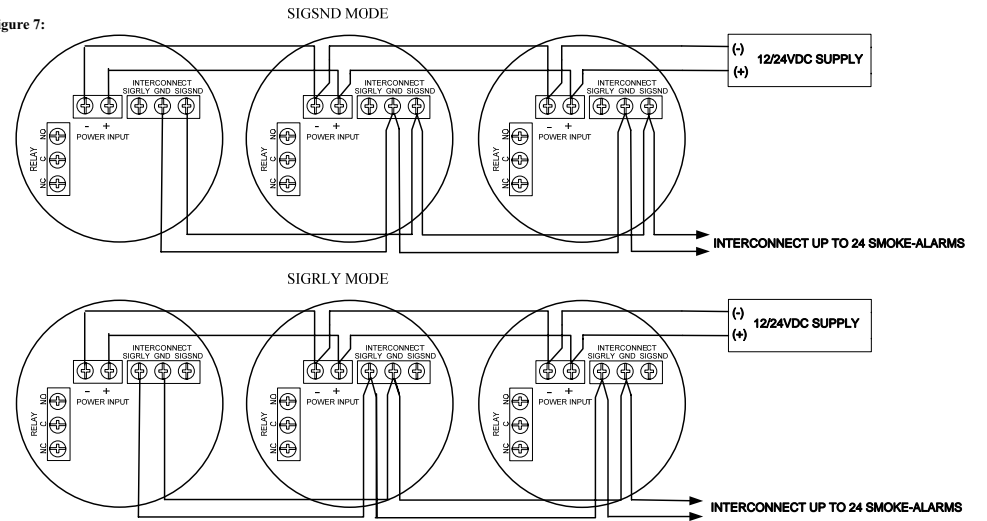 SIGSND MODE
igure 7:
(-)
12/24VDC SUPPLY
(+)
INTERCONNECT
SIGRLY GND SIGSND
- +
POWER INPUT
RELAY
NO
C
NC
INTERCONNECT
SIGRLY GND SIGSND
- +
POWER INPUT
RELAY
NO
C
NC
INTERCONNECT
SIGRLY GND SIGSND
- +
POWER INPUT
RELAY
NO
C
NC
INTERCONNECT UP TO 24 SMOKE-ALARMS
SIGRLY MODE
(-)
12/24VDC SUPPLY
(+)
INTERCONNECT
SIGRLY GND SIGSND
- +
POWER INPUT
RELAY
NO
C
NC
INTERCONNECT
SIGRLY GND SIGSND
- +
POWER INPUT
RELAY
NO
C
NC
INTERCONNECT
SIGRLY GND SIGSND
- +
POWER INPUT
RELAY
NO
C
NC
INTERCONNECT UP TO 24 SMOKE-ALARMS